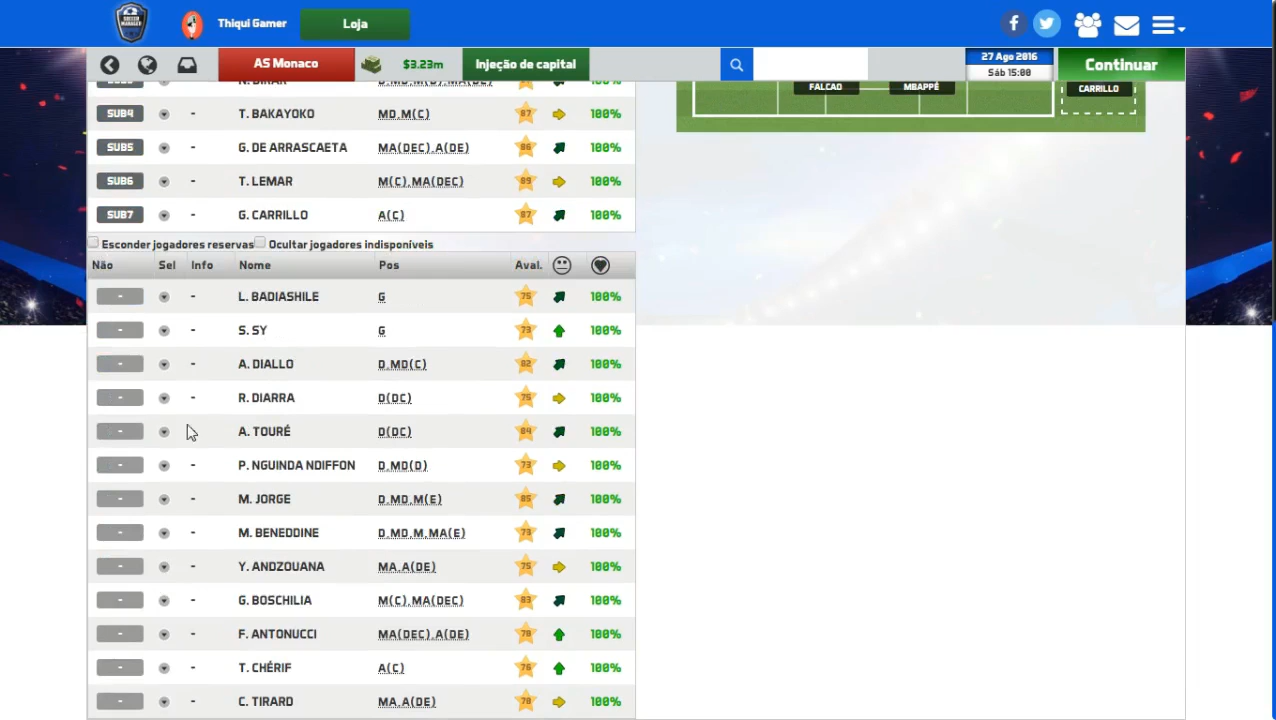 SOCCER MANAGER
Thiqui Gamer
Loja
AS Monaco
$3.23m
Injeção de capital
27 Ago 2016
Sáb 15:00
Continuar
SUB4 - T. BAKAYOKO MD,M(C) 87 100%
SUB5 - G. DE ARRASCAETA MA(DEC),A(DE) 86 100%
SUB6 - T. LEMAR M(C),MA(DEC) 89 100%
SUB7 - G. CARRILLO A(C) 87 100%
FALCAO MBAPPÉ CARRILLO
Esconder jogadores reservas Ocultar jogadores indisponíveis
Não Sel Info Nome Pos Aval.
- - L. BADIASHILE G 75 100%
- - S. SY G 73 100%
- - A. DIALLO D,MD(C) 82 100%
- - R. DIARRA D(DC) 75 100%
- - A. TOURÉ D(DC) 84 100%
- - P. NGUINDA NDIFFON D,MD(D) 73 100%
- - M. JORGE D,MD,M(E) 85 100%
- - M. BENEDDINE D,MD,M,MA(E) 73 100%
- - Y. ANDZOUANA MA,A(DE) 75 100%
- - G. BOSCHILIA M(C),MA(DEC) 83 100%
- - F. ANTONUCCI MA(DEC),A(DE) 70 100%
- - T. CHÉRIF A(C) 76 100%
- - C. TIRARD MA,A(DE) 70 100%